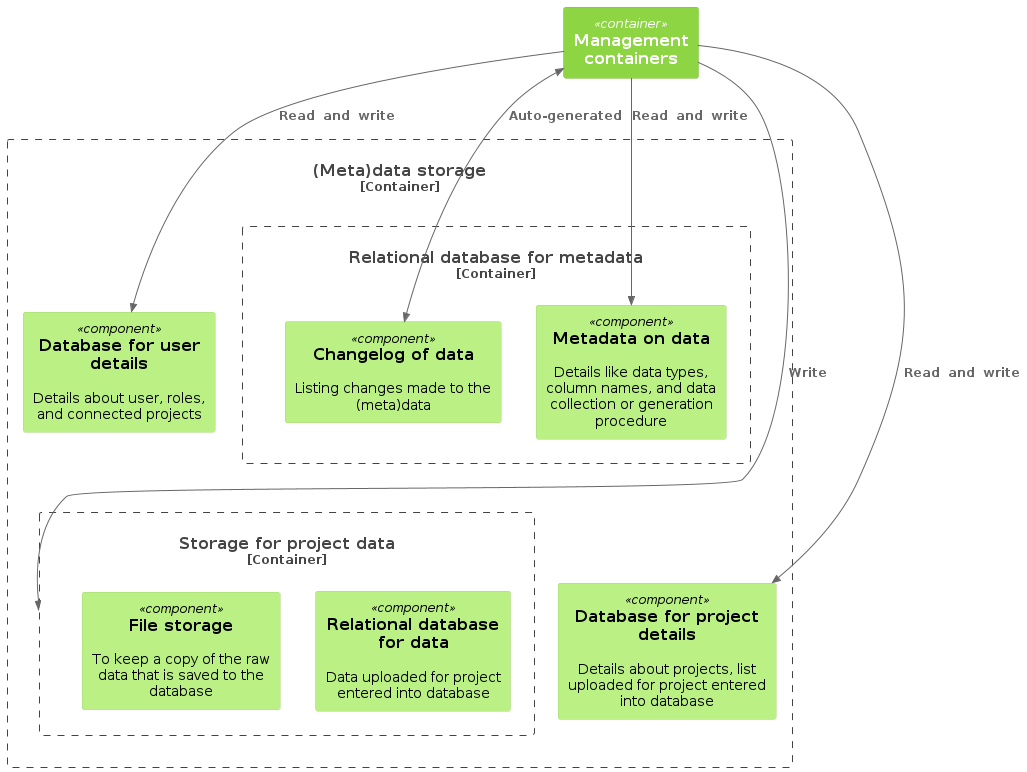 «container»
Management
containers
Read and write
Auto-generated
Read and write
(Meta)data storage
[Container]
Relational database for metadata
[Container]
«component»
Database for user
details
Details about user, roles,
and connected projects
«component»
Changelog of data
Listing changes made to the
(meta)data
«component»
Metadata on data
Details like data types,
column names, and data
collection or generation
procedure
Write
Read and write
Storage for project data
[Container]
«component»
File storage
To keep a copy of the raw
data that is saved to the
database
«component»
Relational database
for data
Data uploaded for project
entered into database
«component»
Database for project
details
Details about projects, list
uploaded for project entered
into database